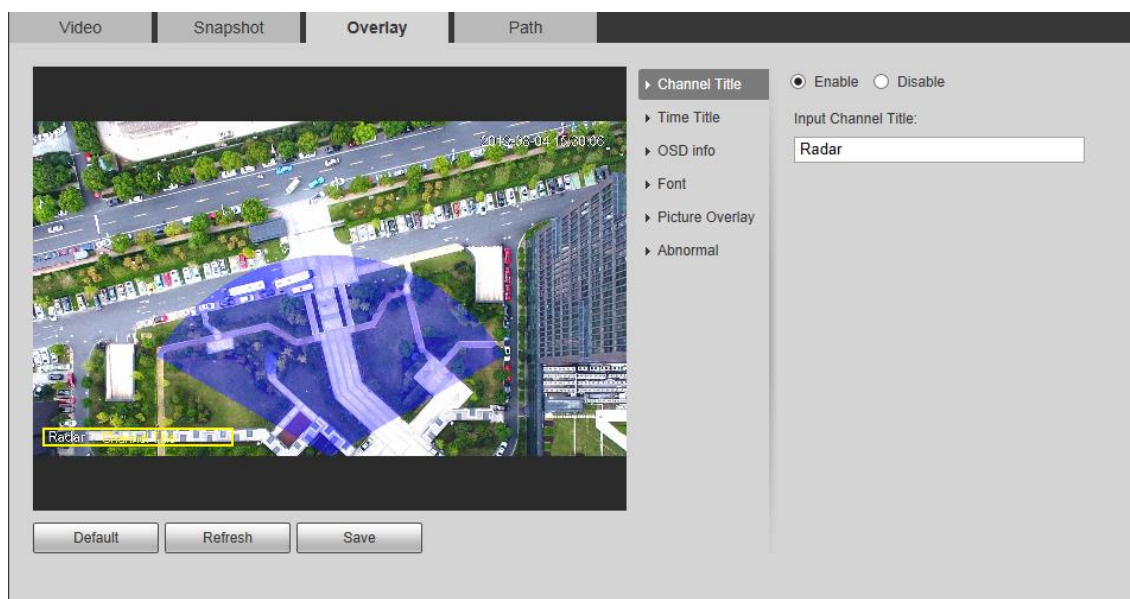 Video Snapshot Overlay Path
Channel Title
Time Title
OSD info
Font
Picture Overlay
Abnormal
Enable Disable
Input Channel Title:
Radar
Radar
Default Refresh Save